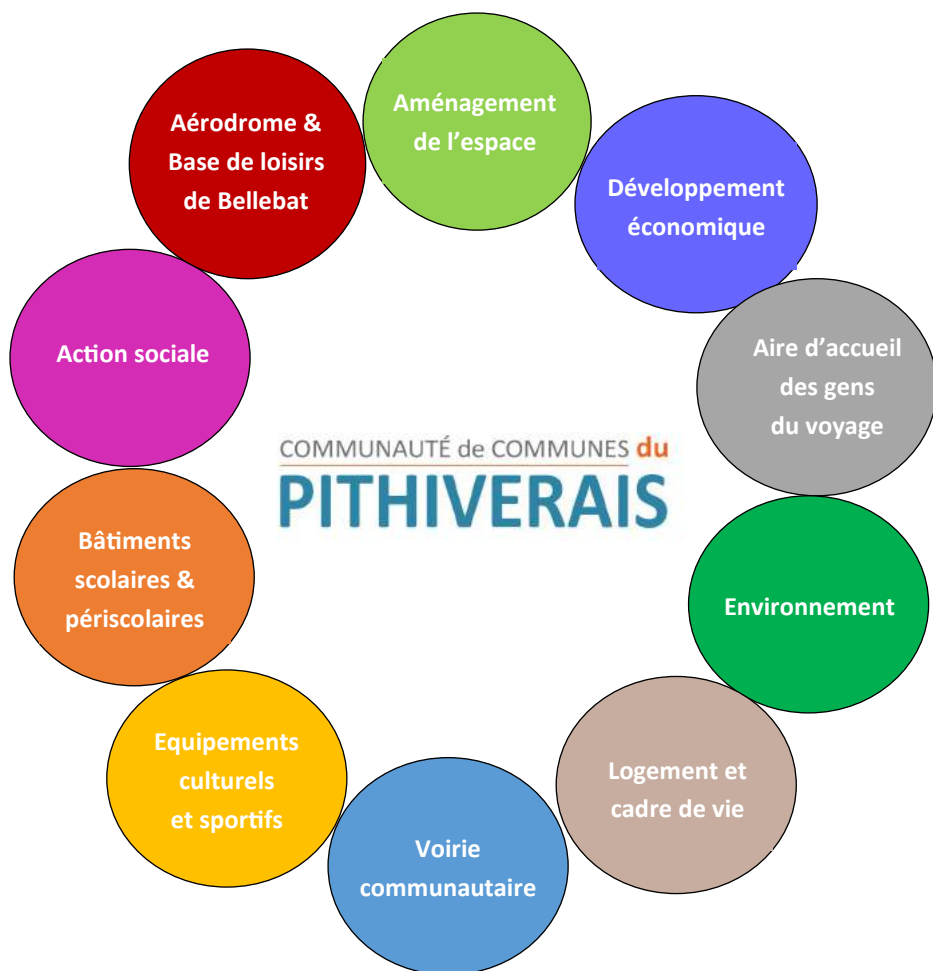 Aménagement
de l’espace
Développement
économique
Aire d’accueil
des gens
du voyage
Environnement
Logement et
cadre de vie
Voirie
communautaire
Equipements
culturels
et sportifs
Bâtiments
scolaires &
périscolaires
Action sociale
Aérodrome &
Base de loisirs
de Bellebat
COMMUNAUTÉ de COMMUNES du
PITHIVERAIS